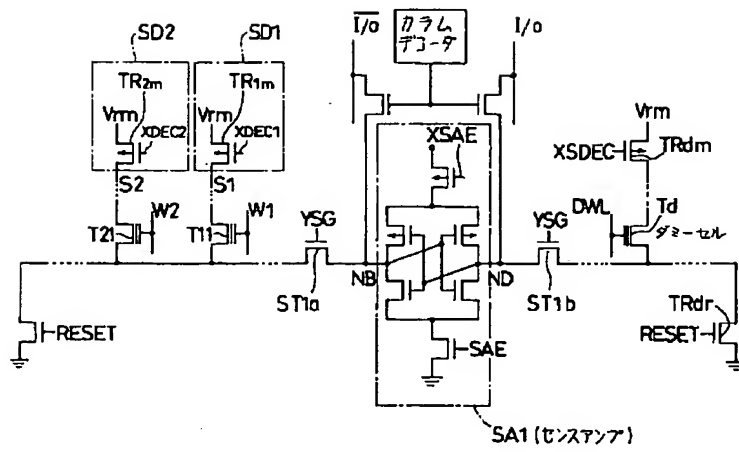 SD2
SD1
I/o
カラム
デコーダ
I/o
TR2m
TR1m
Vrm
Vrm
XDEC2
XDEC1
XSAE
Vrm
XSDEC
TRdm
S2
S1
W2
W1
T21
T11
YSG
YSG
DWL
Td
ダミーセル
NB
ND
ST1a
ST1b
TRdr
RESET
RESET
SAE
SA1 (センスアンプ)